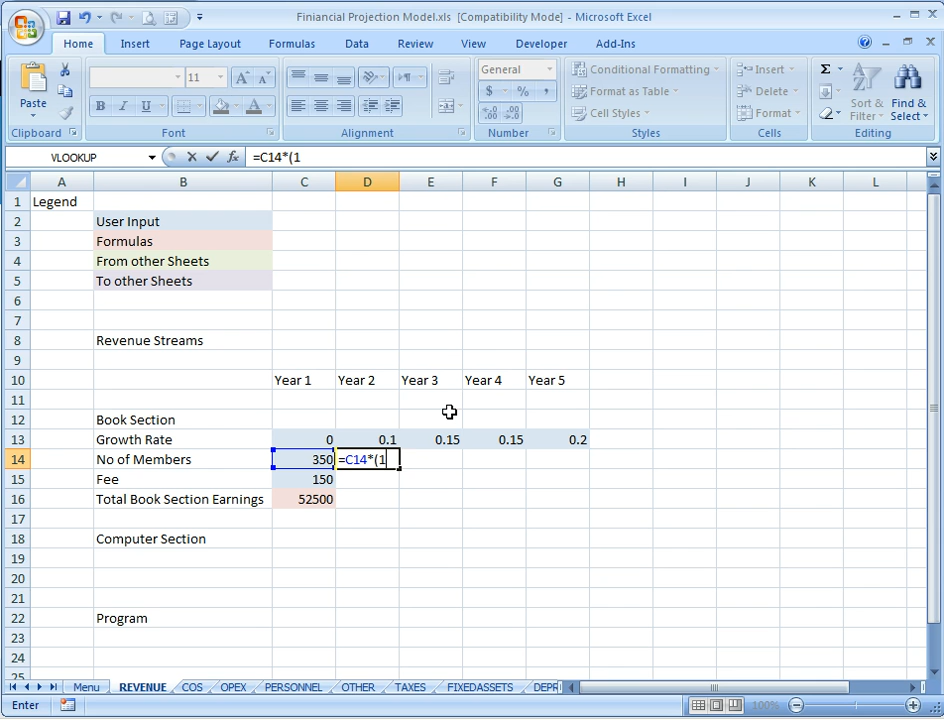 Finiancial Projection Model.xls [Compatibility Mode] - Microsoft Excel
Home Insert Page Layout Formulas Data Review View Developer Add-Ins
Paste
11 A A
B I U A
General
$ % ,
Conditional Formatting
Format as Table
Cell Styles
Insert
Delete
Format
Σ
Sort & Filter
Find & Select
Clipboard Font Alignment Number Styles Cells Editing
VLOOKUP fx =C14*(1
A B C D E F G H I J K L
1 Legend
2 User Input
3 Formulas
4 From other Sheets
5 To other Sheets
6
7
8 Revenue Streams
9
10 Year 1 Year 2 Year 3 Year 4 Year 5
11
12 Book Section
13 Growth Rate 0 0.1 0.15 0.15 0.2
14 No of Members 350 =C14*(1
15 Fee 150
16 Total Book Section Earnings 52500
17
18 Computer Section
19
20
21
22 Program
23
24
25
Menu REVENUE COS OPEX PERSONNEL OTHER TAXES FIXEDASSETS DEPR
Enter 100%